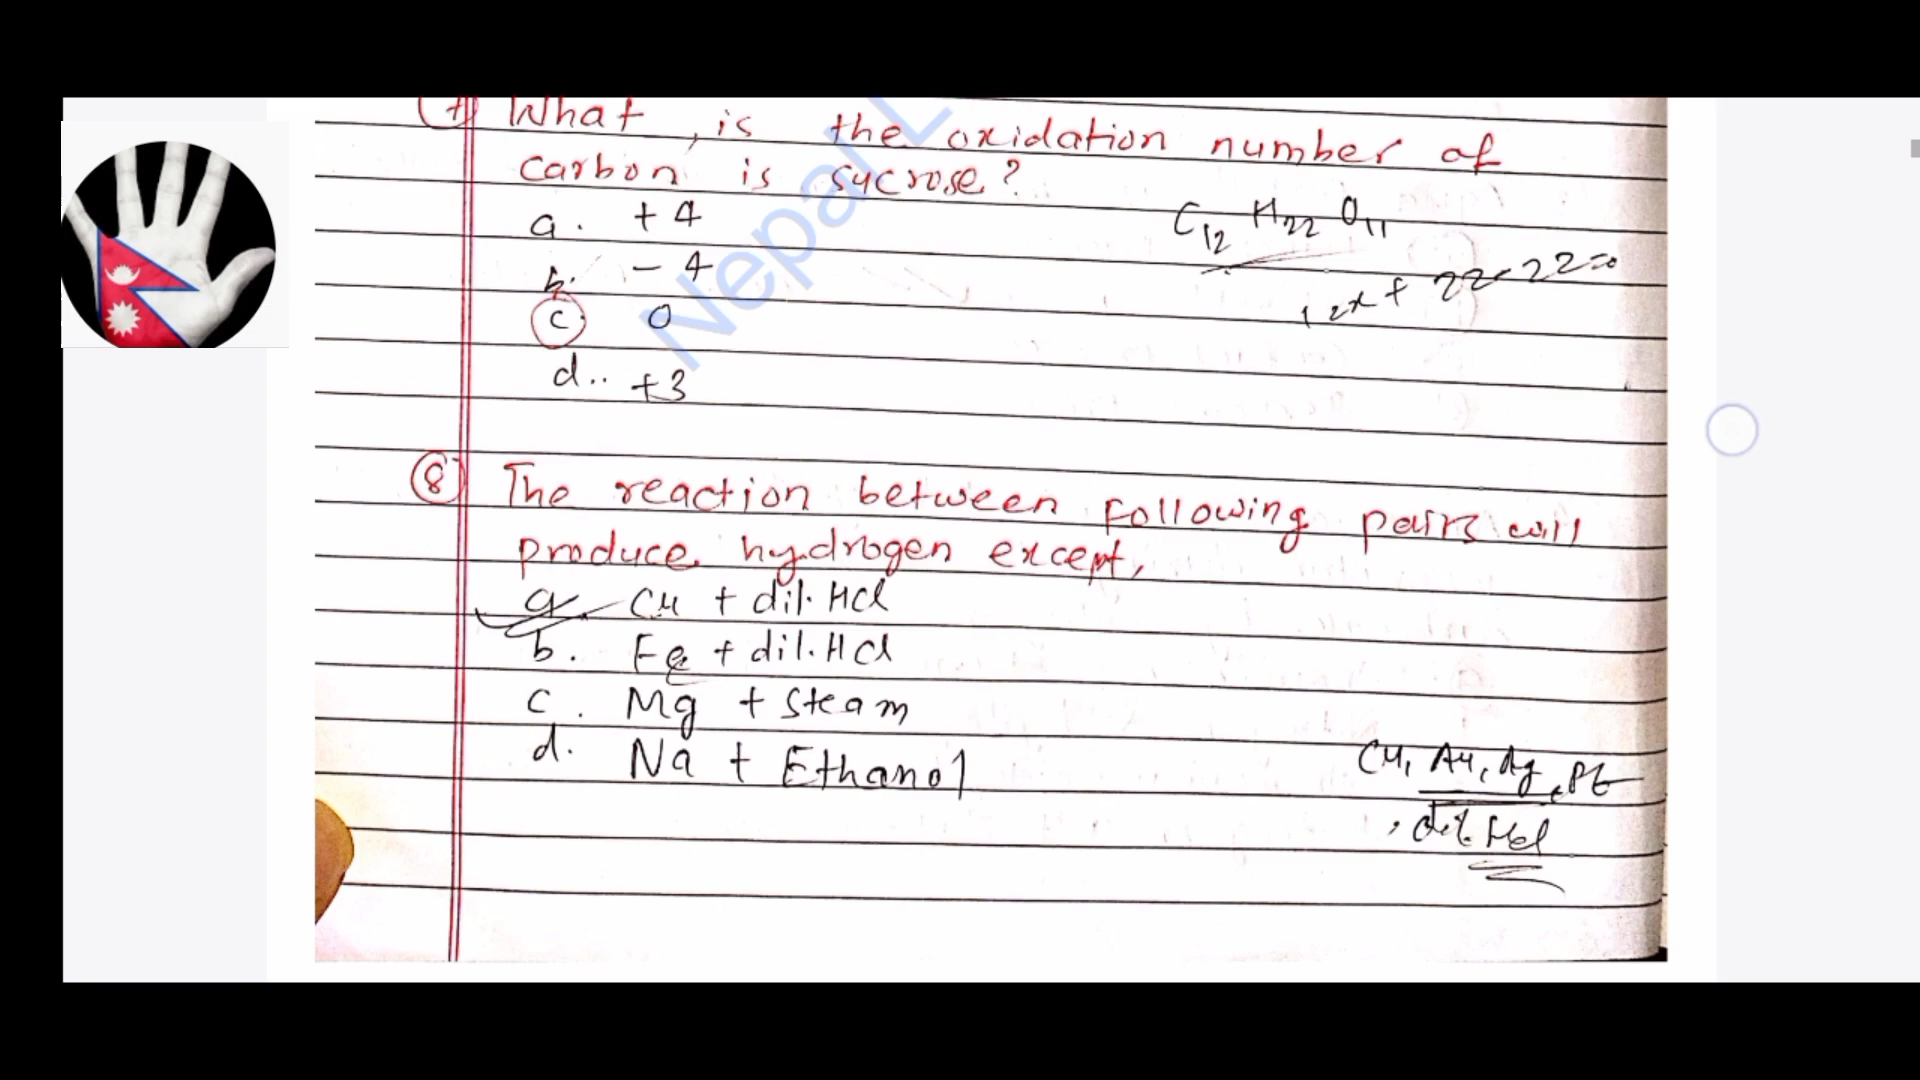 7 What is the oxidation number of
carbon is sucrose?
a. +4
b. -4
c. 0
d.. +3
C12 H22 O11
12x + 22-22=0
Nepal L
8 The reaction between following pairs will
produce hydrogen except,
a. Cu + dil. HCl
b. Fe + dil. HCl
c. Mg + Steam
d. Na + Ethanol
Cu, Au, Ag, Pt
, dil. HCl